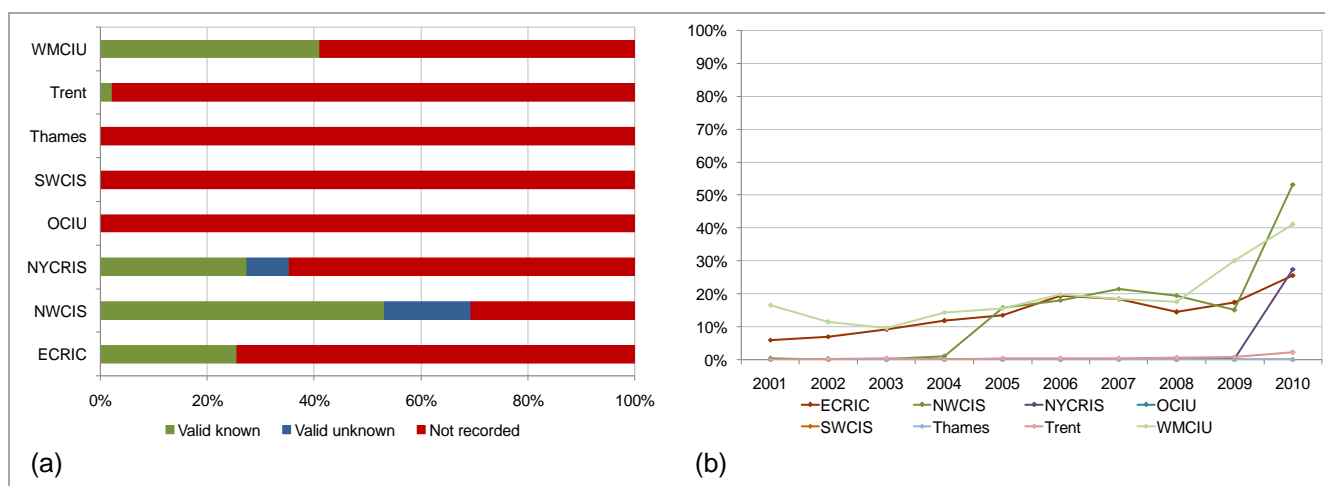 WMCIU
Trent
Thames
SWCIS
OCIU
NYCRIS
NWCIS
ECRIC
0% 20% 40% 60% 80% 100%
Valid known Valid unknown Not recorded
(a)
100%
90%
80%
70%
60%
50%
40%
30%
20%
10%
0%
2001 2002 2003 2004 2005 2006 2007 2008 2009 2010
ECRIC NWCIS NYCRIS OCIU
SWCIS Thames Trent WMCIU
(b)